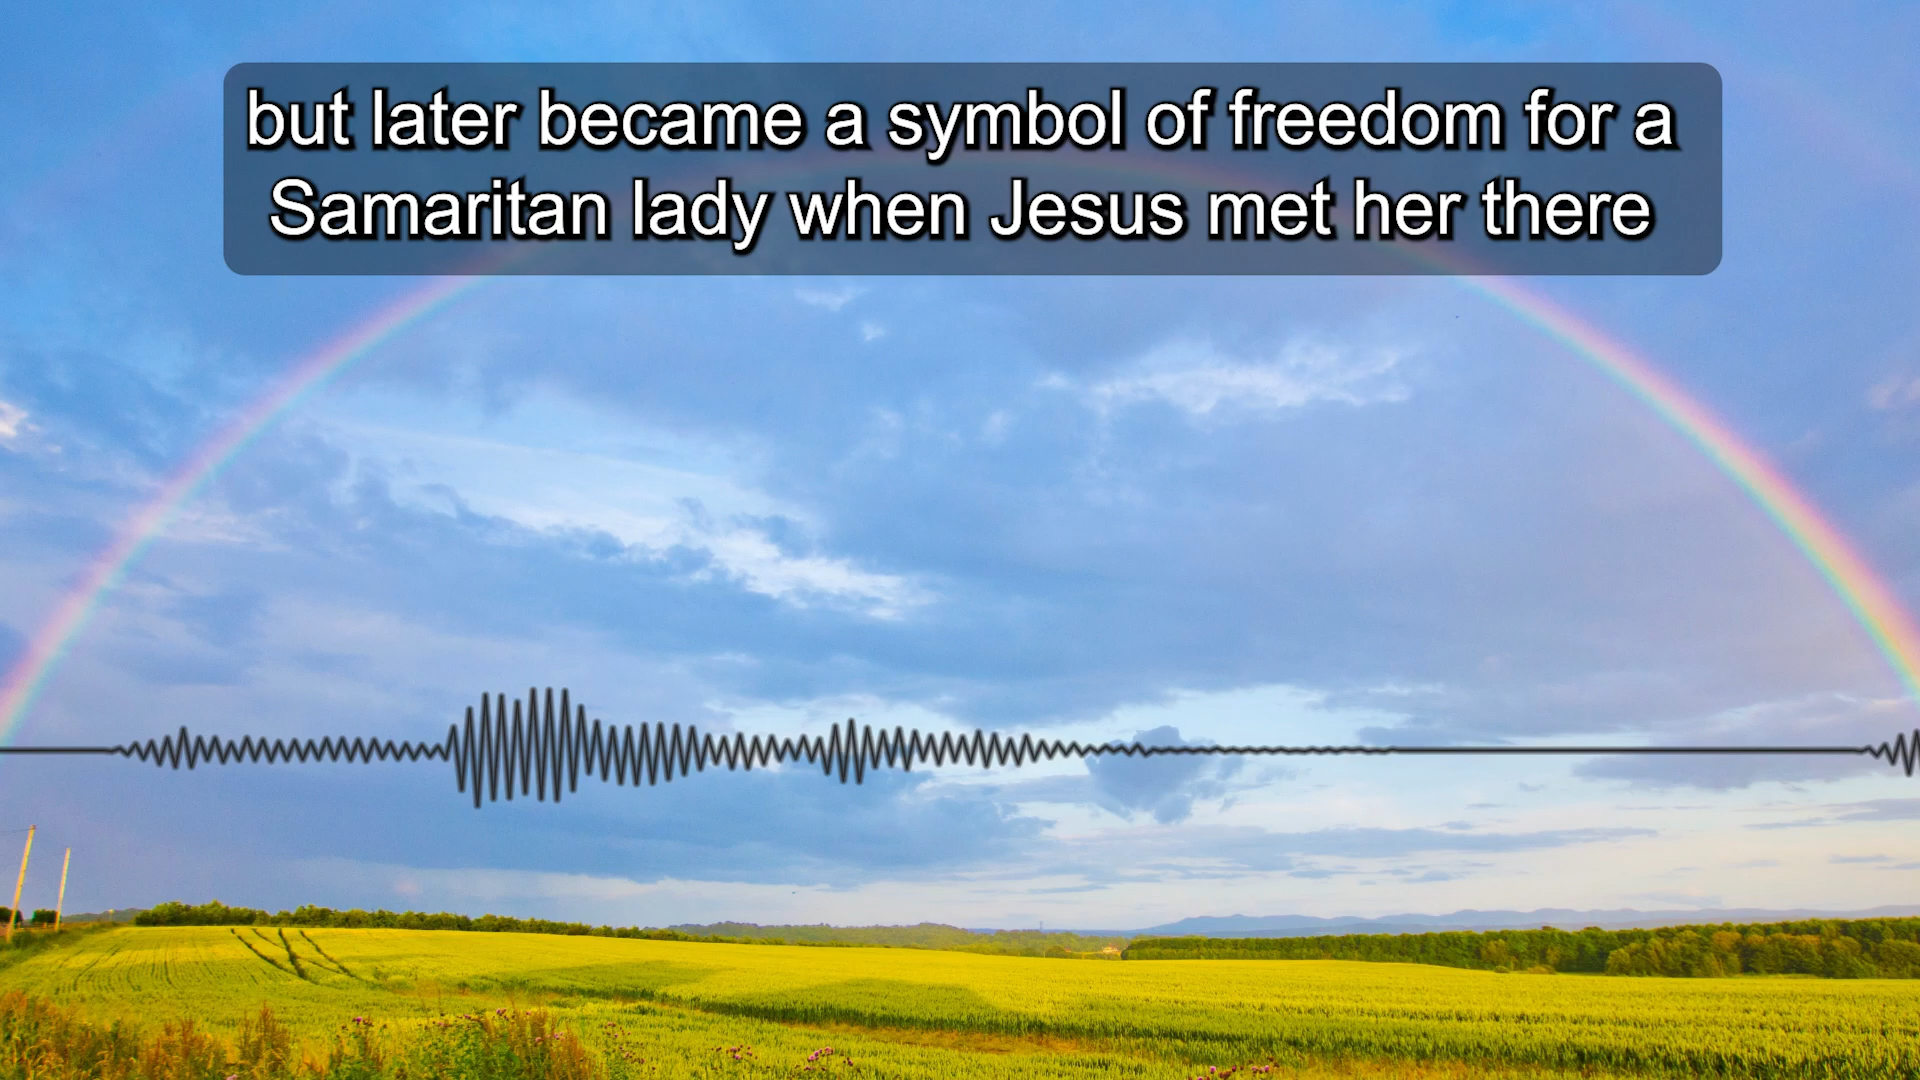 but later became a symbol of freedom for a
Samaritan lady when Jesus met her there